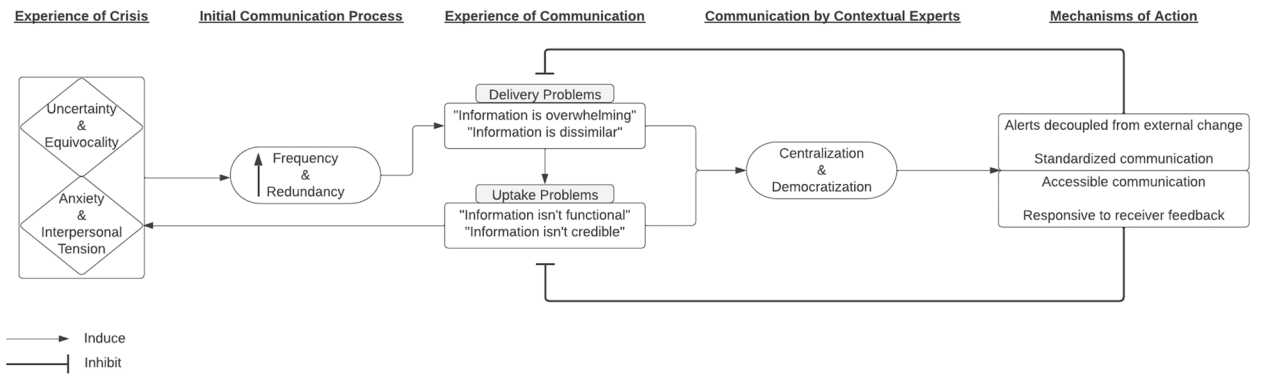 Experience of Crisis
Initial Communication Process
Experience of Communication
Communication by Contextual Experts
Mechanisms of Action
Uncertainty
&
Equivocality
Anxiety
&
Interpersonal
Tension
Frequency
&
Redundancy
Delivery Problems
"Information is overwhelming"
"Information is dissimilar"
Uptake Problems
"Information isn't functional"
"Information isn't credible"
Centralization
&
Democratization
Alerts decoupled from external change
Standardized communication
Accessible communication
Responsive to receiver feedback
Induce
Inhibit